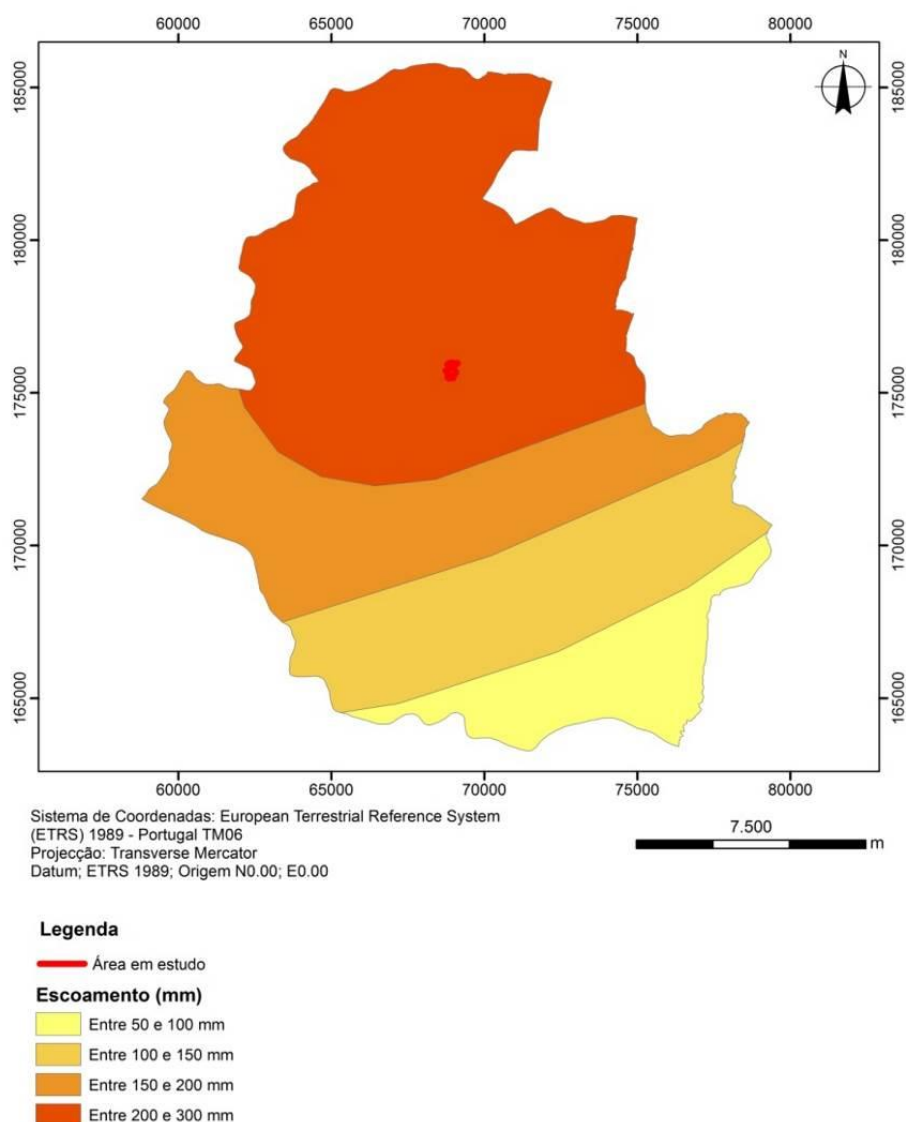 60000 65000 70000 75000 80000
N
185000 185000
180000 180000
175000 175000
170000 170000
165000 165000
60000 65000 70000 75000 80000
Sistema de Coordenadas: European Terrestrial Reference System
(ETRS) 1989 - Portugal TM06
Projecção: Transverse Mercator
Datum; ETRS 1989; Origem N0.00; E0.00
7.500
m
Legenda
Área em estudo
Escoamento (mm)
Entre 50 e 100 mm
Entre 100 e 150 mm
Entre 150 e 200 mm
Entre 200 e 300 mm